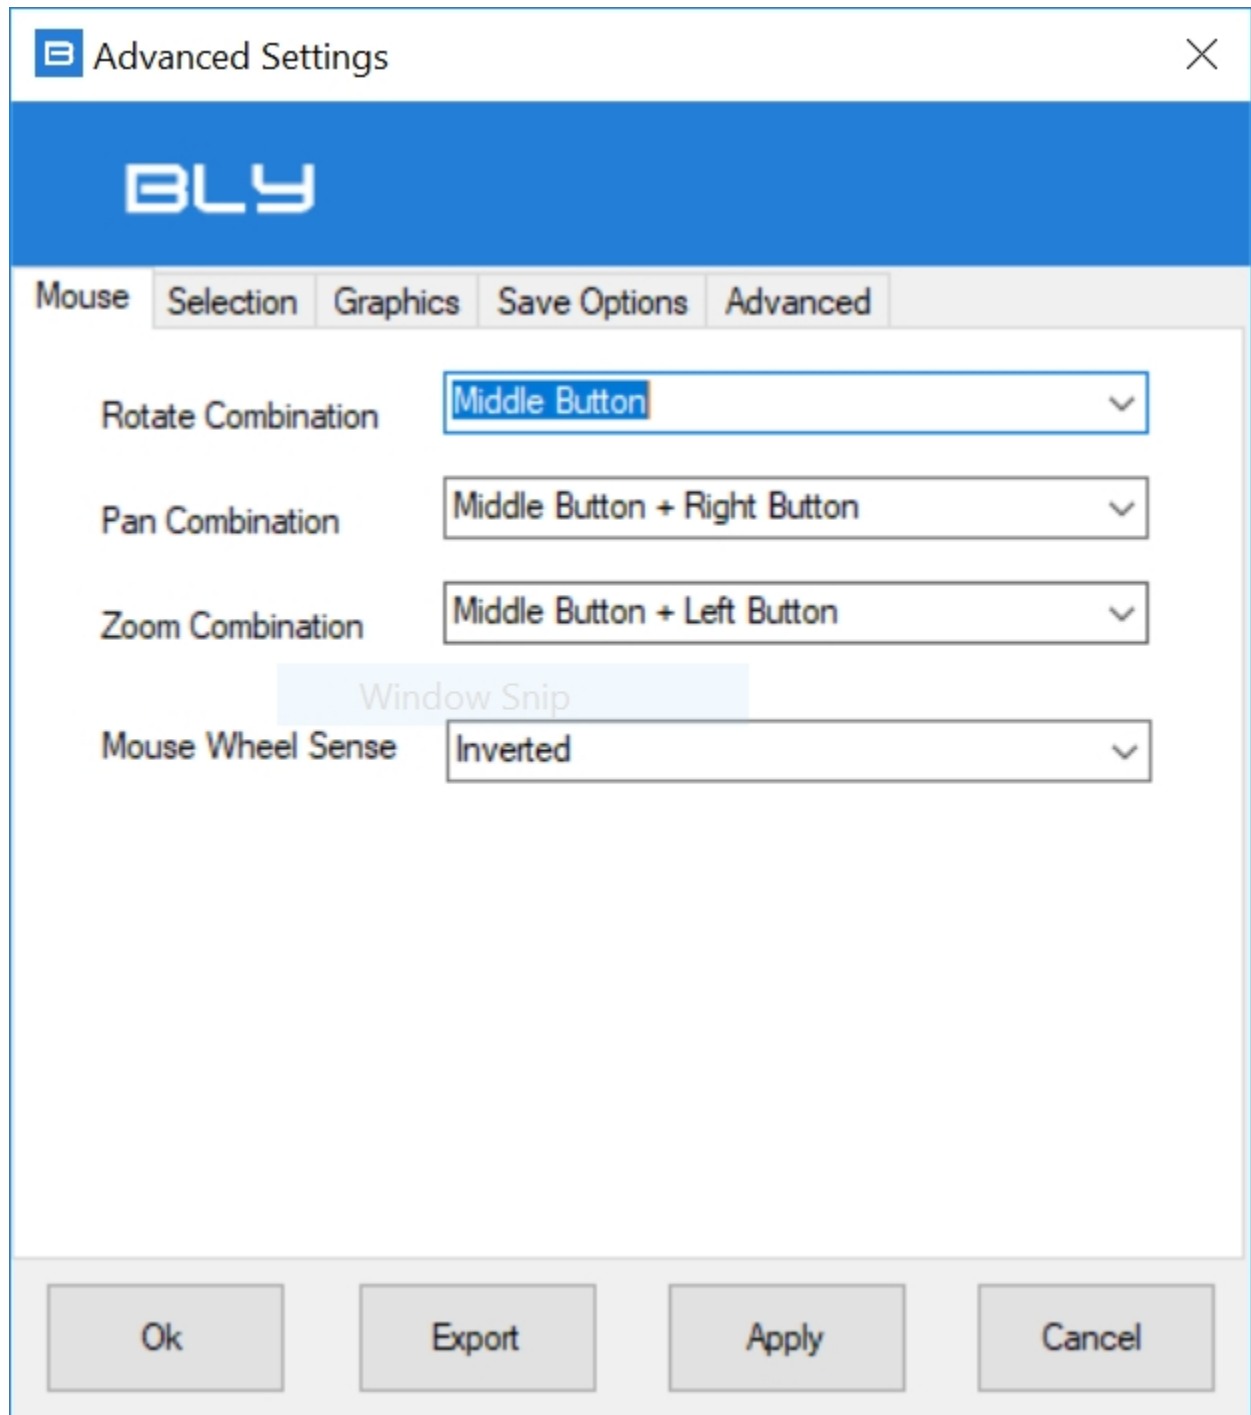 Advanced Settings
BLY
Mouse Selection Graphics Save Options Advanced
Rotate Combination Middle Button
Pan Combination Middle Button + Right Button
Zoom Combination Middle Button + Left Button
Window Snip
Mouse Wheel Sense Inverted
Ok Export Apply Cancel